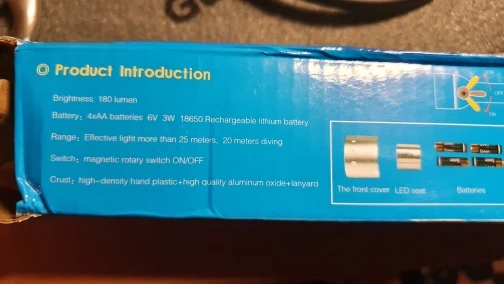 Product Introduction
Brightness: 180 lumen
Battery: 4xAA batteries 6V 3W 18650 Rechargeable lithium battery
Range: Effective light more than 25 meters, 20 meters diving
Switch: magnetic rotary switch ON/OFF
Crust: high-density hand plastic+high quality aluminum oxide+lanyard
OFF
ON
The front cover LED seat Batteries